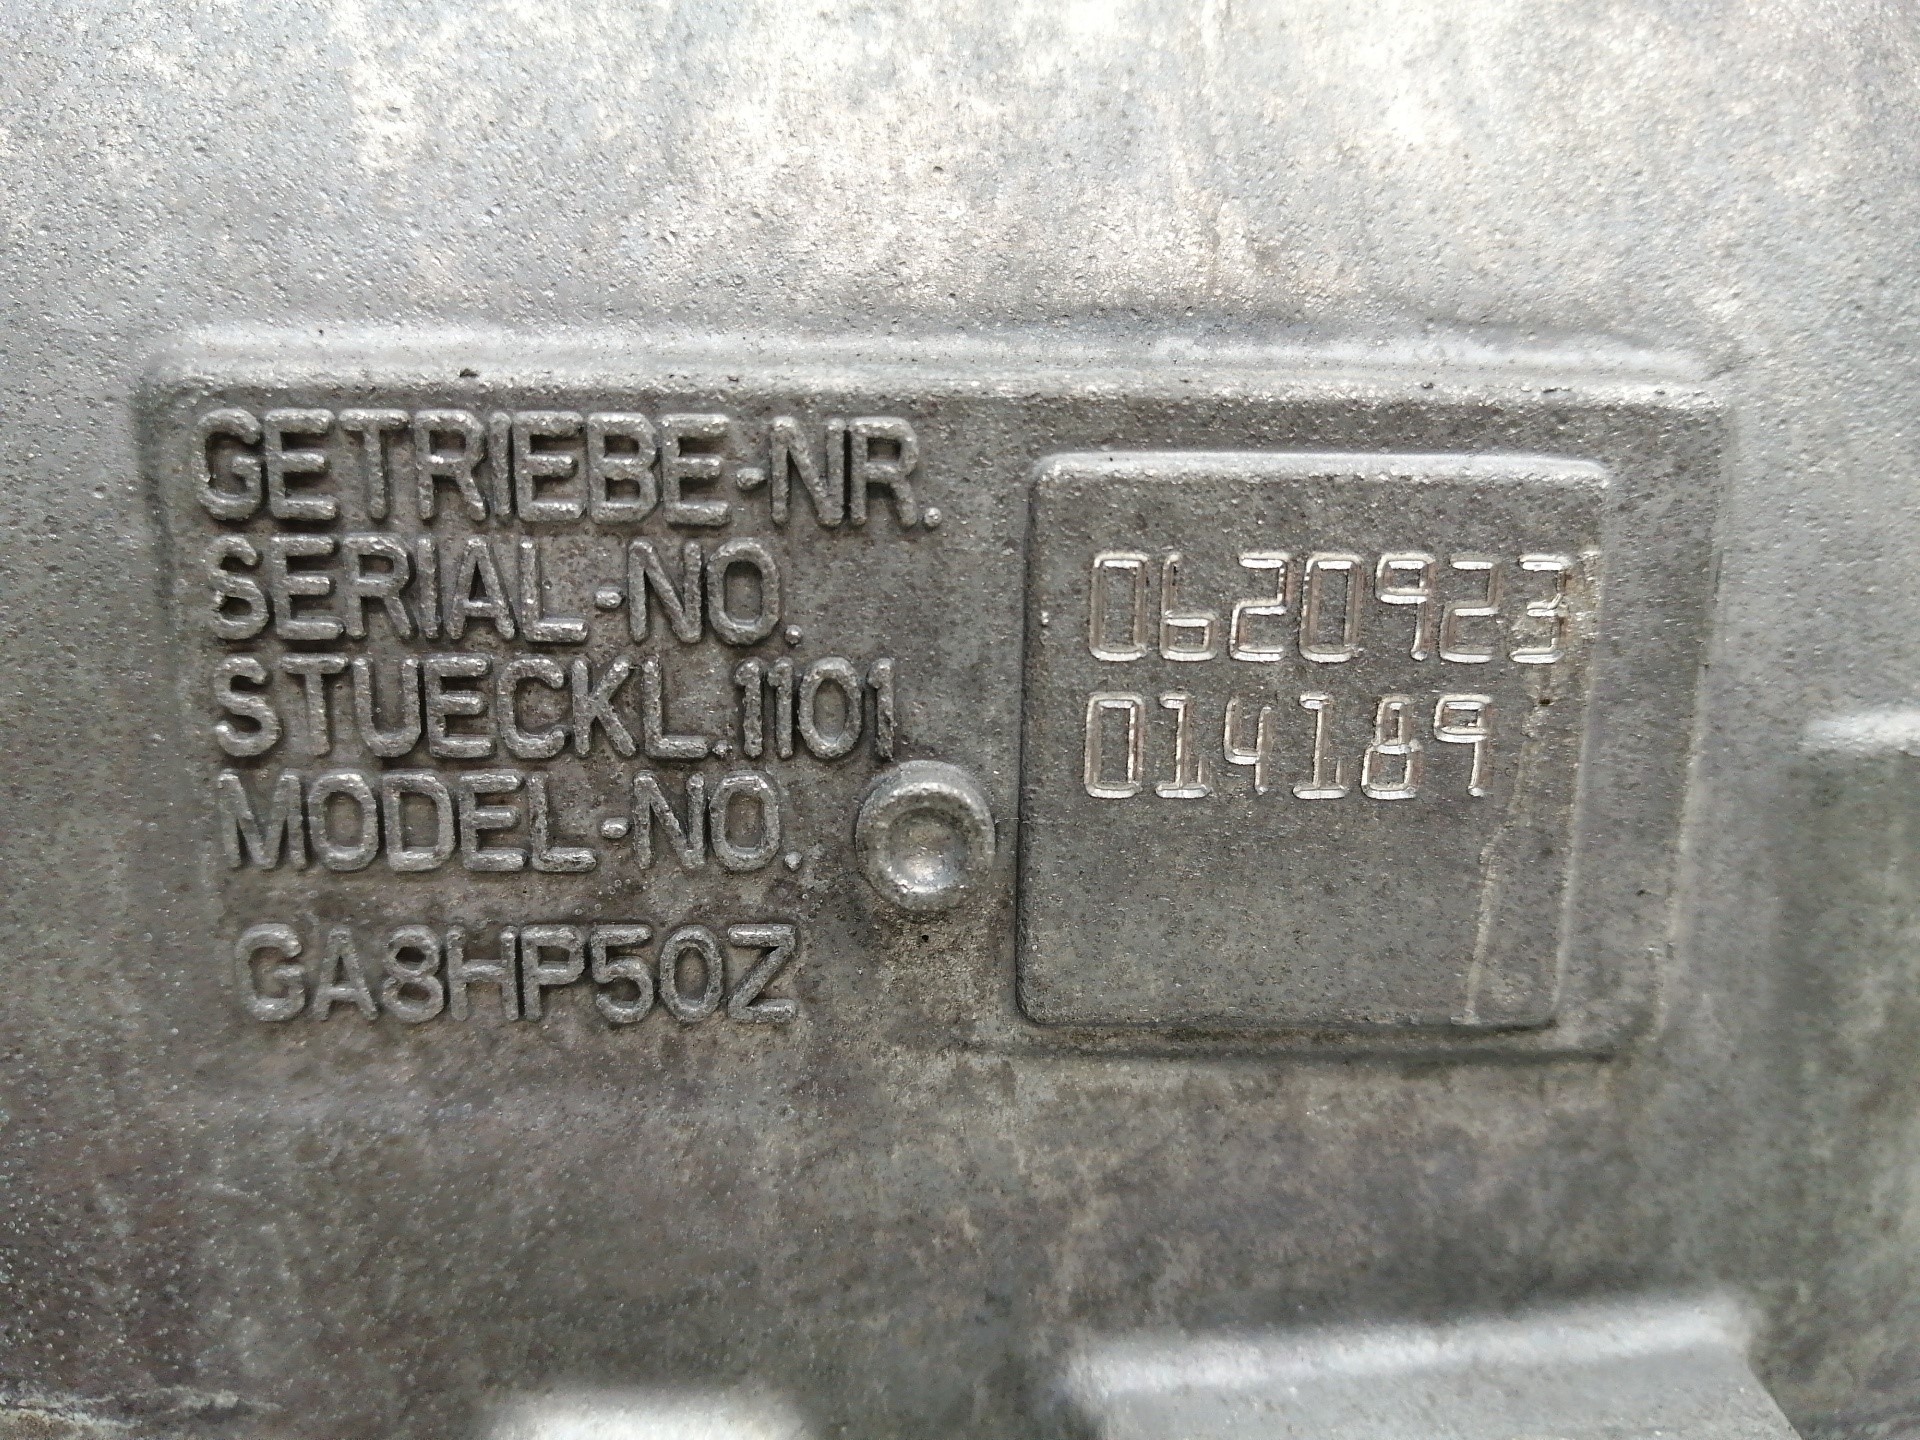 GETRIEBE-NR.
SERIAL-NO.
STUECKL.1101
MODEL-NO.
GA8HP50Z
0620923
014189